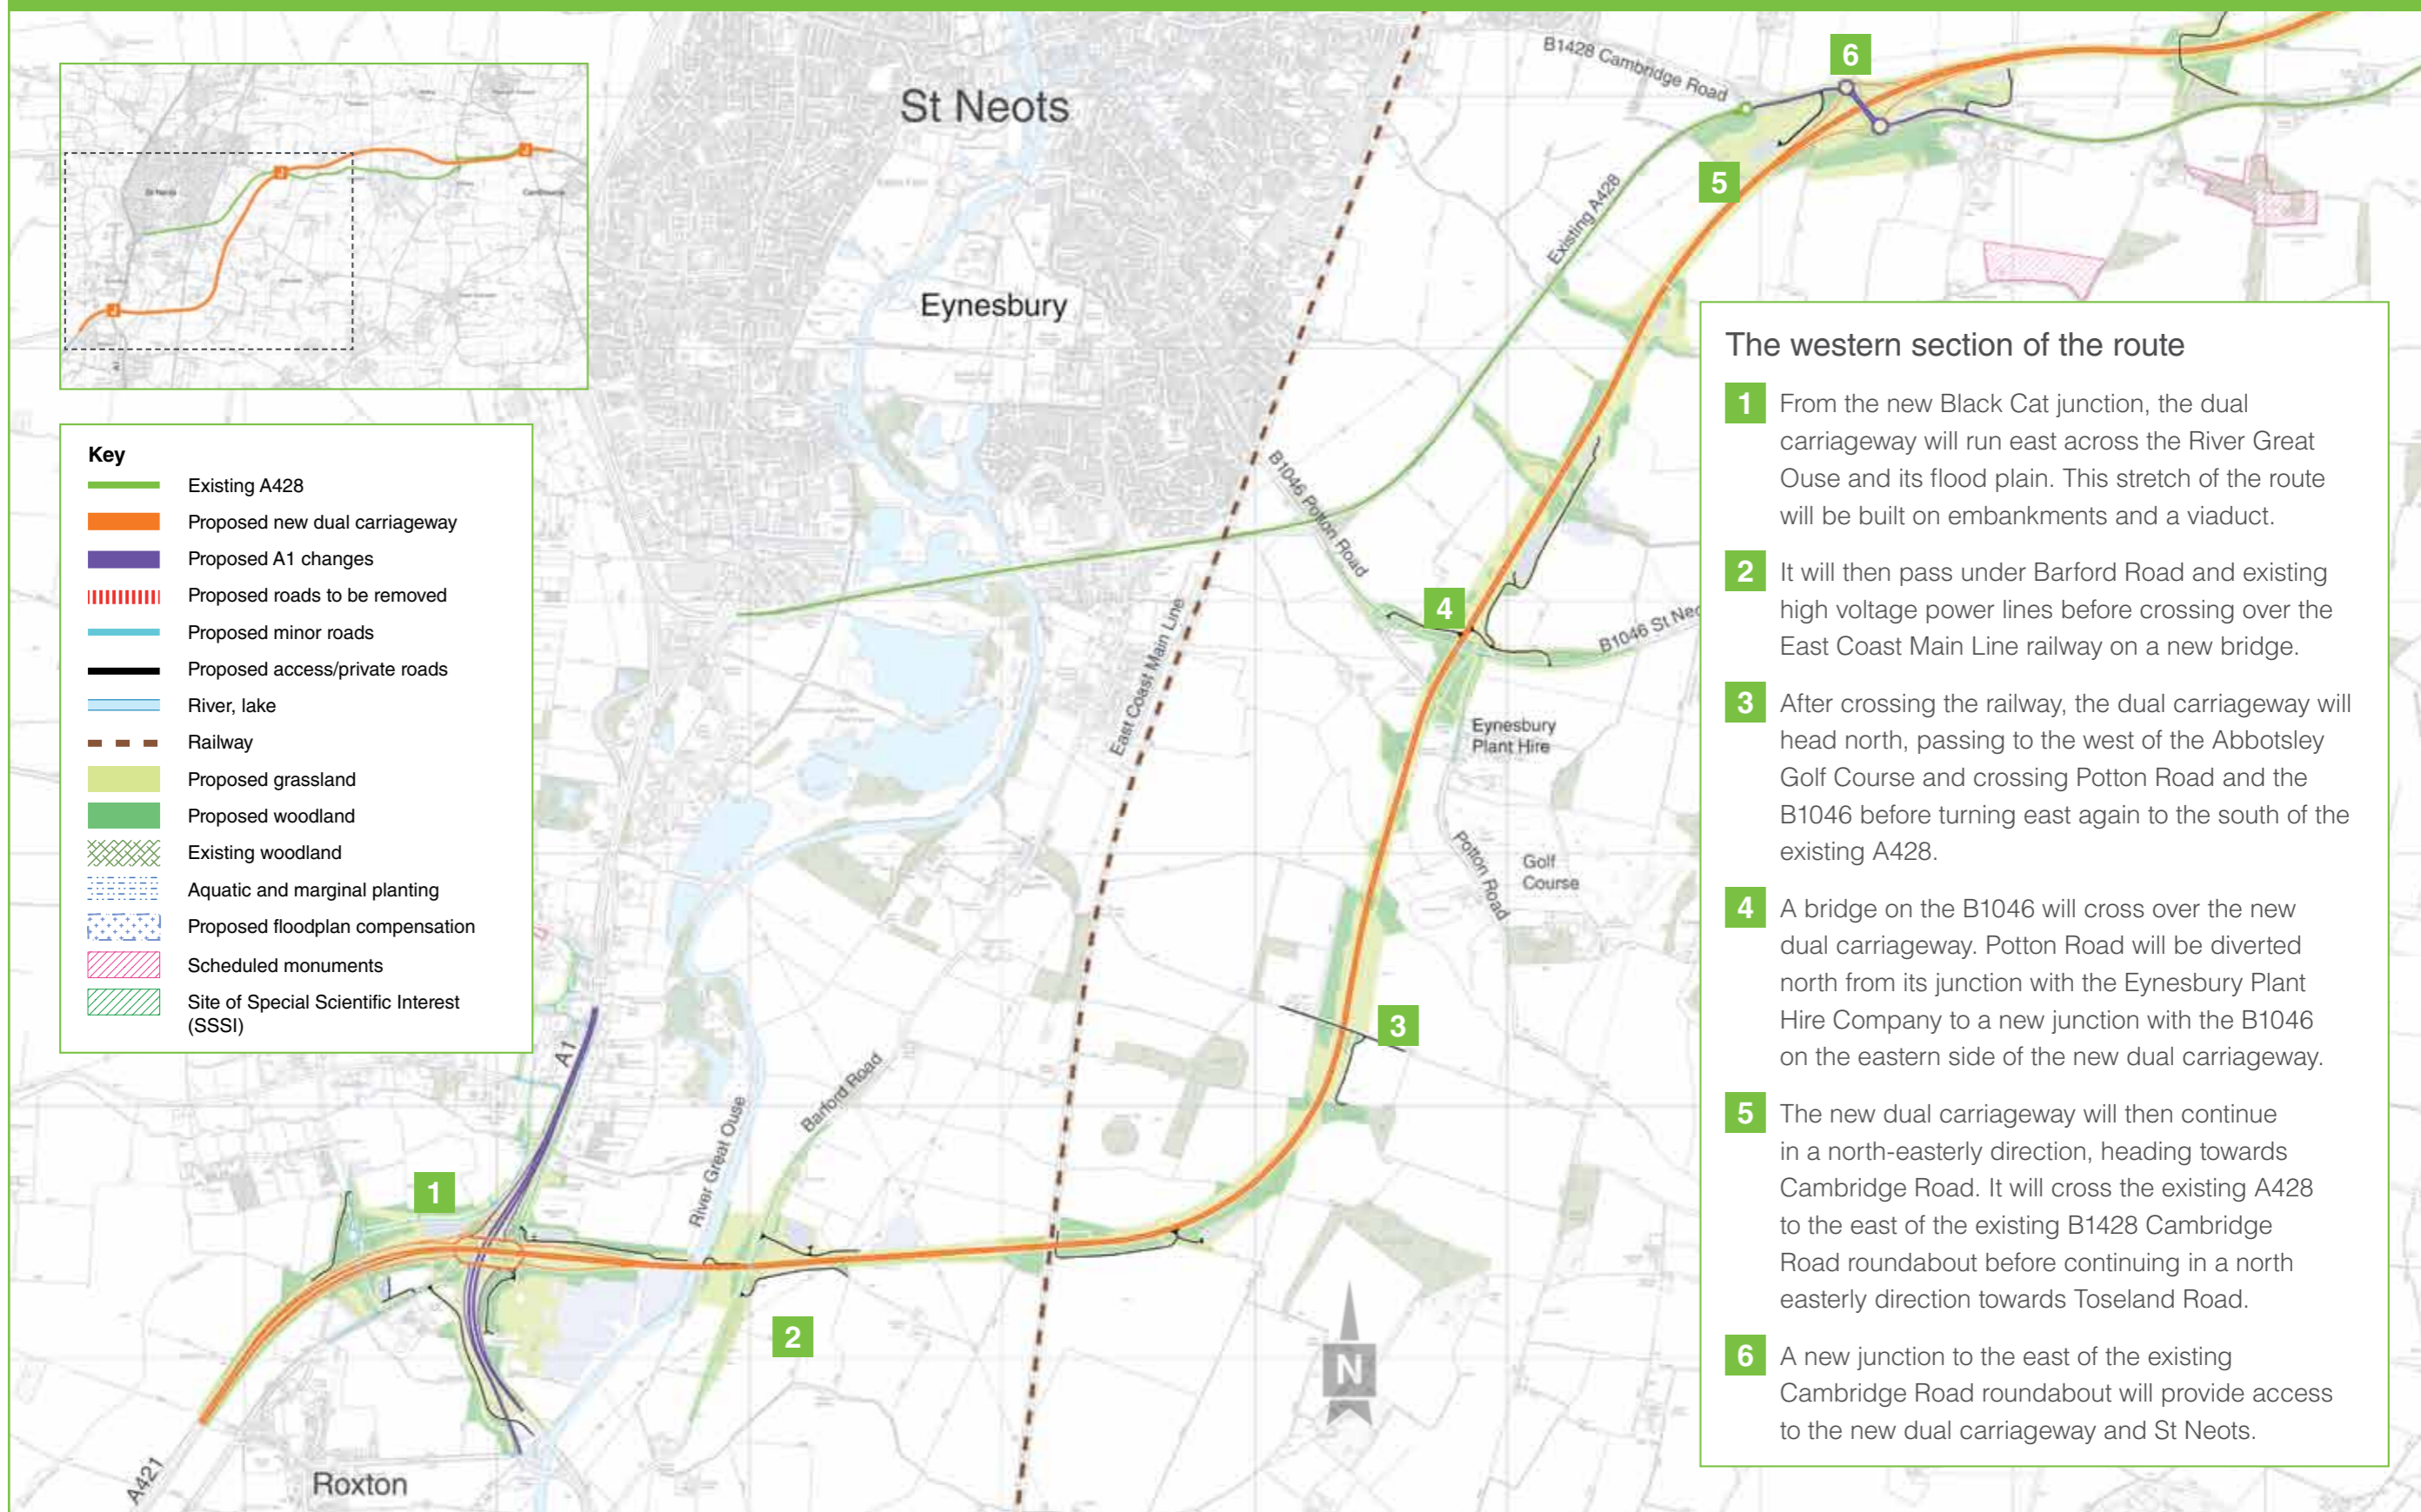 St Neots
Eynesbury
B1428 Cambridge Road
Existing A428
B1046 Potton Road
B1046 St Neo
East Coast Main Line
Eynesbury
Plant Hire
Potton Road
Golf
Course
A1
Barford Road
River Great Ouse
A421
Roxton
N
1
2
3
4
5
6
St Neots
Cambourne
J
J
J
A1
Key
Existing A428
Proposed new dual carriageway
Proposed A1 changes
Proposed roads to be removed
Proposed minor roads
Proposed access/private roads
River, lake
Railway
Proposed grassland
Proposed woodland
Existing woodland
Aquatic and marginal planting
Proposed floodplan compensation
Scheduled monuments
Site of Special Scientific Interest
(SSSI)
The western section of the route
1 From the new Black Cat junction, the dual
carriageway will run east across the River Great
Ouse and its flood plain. This stretch of the route
will be built on embankments and a viaduct.
2 It will then pass under Barford Road and existing
high voltage power lines before crossing over the
East Coast Main Line railway on a new bridge.
3 After crossing the railway, the dual carriageway will
head north, passing to the west of the Abbotsley
Golf Course and crossing Potton Road and the
B1046 before turning east again to the south of the
existing A428.
4 A bridge on the B1046 will cross over the new
dual carriageway. Potton Road will be diverted
north from its junction with the Eynesbury Plant
Hire Company to a new junction with the B1046
on the eastern side of the new dual carriageway.
5 The new dual carriageway will then continue
in a north-easterly direction, heading towards
Cambridge Road. It will cross the existing A428
to the east of the existing B1428 Cambridge
Road roundabout before continuing in a north
easterly direction towards Toseland Road.
6 A new junction to the east of the existing
Cambridge Road roundabout will provide access
to the new dual carriageway and St Neots.